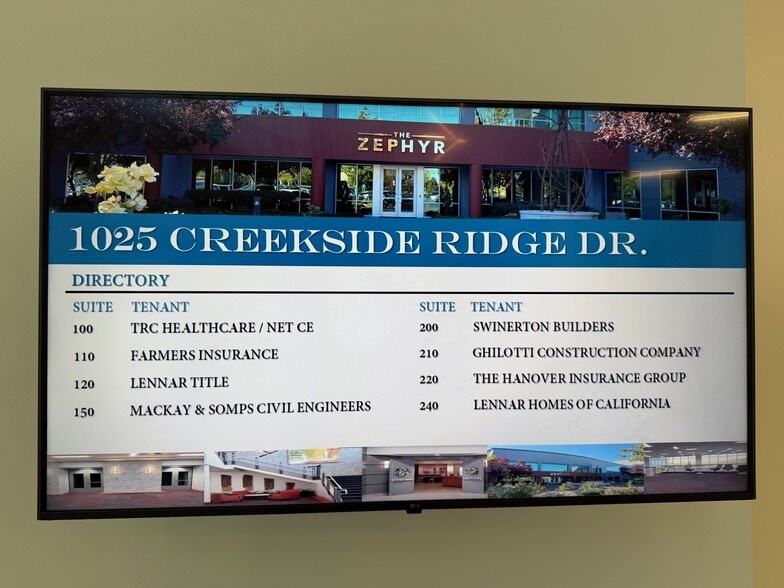 THE
ZEPHYR
1025 CREEKSIDE RIDGE DR.
DIRECTORY
SUITE TENANT
100 TRC HEALTHCARE / NET CE
110 FARMERS INSURANCE
120 LENNAR TITLE
150 MACKAY & SOMPS CIVIL ENGINEERS
SUITE TENANT
200 SWINERTON BUILDERS
210 GHILOTTI CONSTRUCTION COMPANY
220 THE HANOVER INSURANCE GROUP
240 LENNAR HOMES OF CALIFORNIA
LG